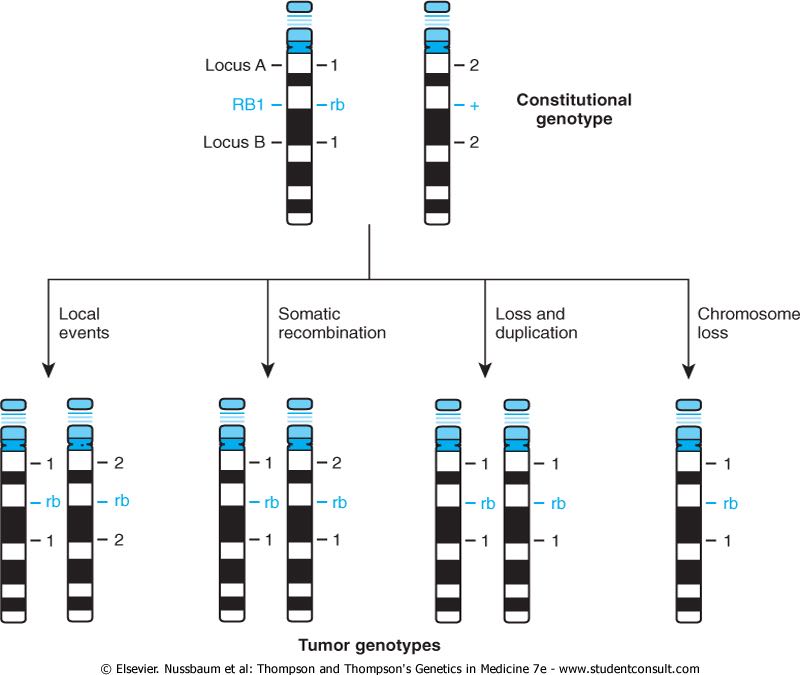 Locus A 1 2
RB1 rb +
Locus B 1 2
Constitutional
genotype
Local
events
Somatic
recombination
Loss and
duplication
Chromosome
loss
1 2 1 2 1 1 1
rb rb rb rb rb rb rb
1 2 1 1 1 1 1
Tumor genotypes
© Elsevier. Nussbaum et al: Thompson and Thompson's Genetics in Medicine 7e - www.studentconsult.com